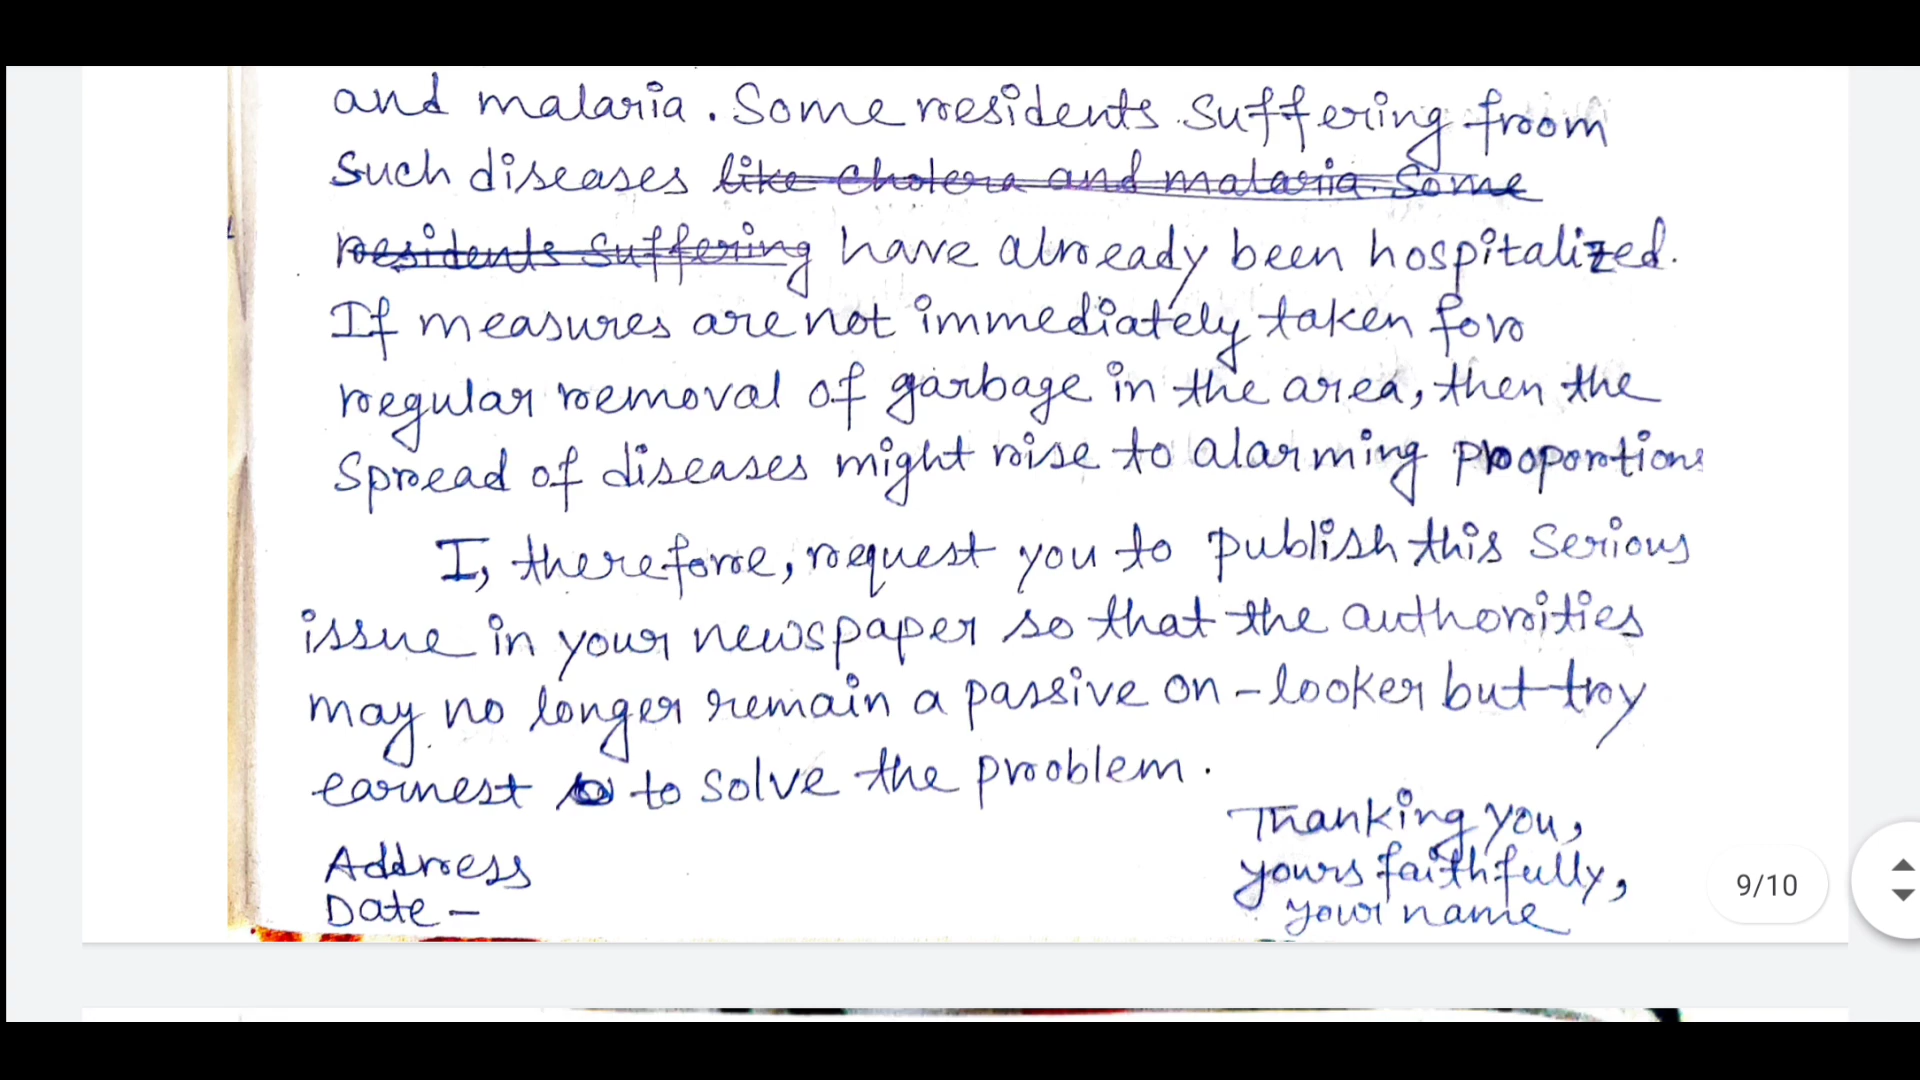 and malaria. Some residents suffering from
such diseases like cholera and malaria. Some
residents suffering have already been hospitalized.
If measures are not immediately taken for
regular removal of garbage in the area, then the
spread of diseases might rise to alarming proportions
I, therefore, request you to publish this serious
issue in your newspaper so that the authorities
may no longer remain a passive on-looker but try
earnest to solve the problem.
Thanking you,
Address
yours faithfully,
Date -
your name
9/10